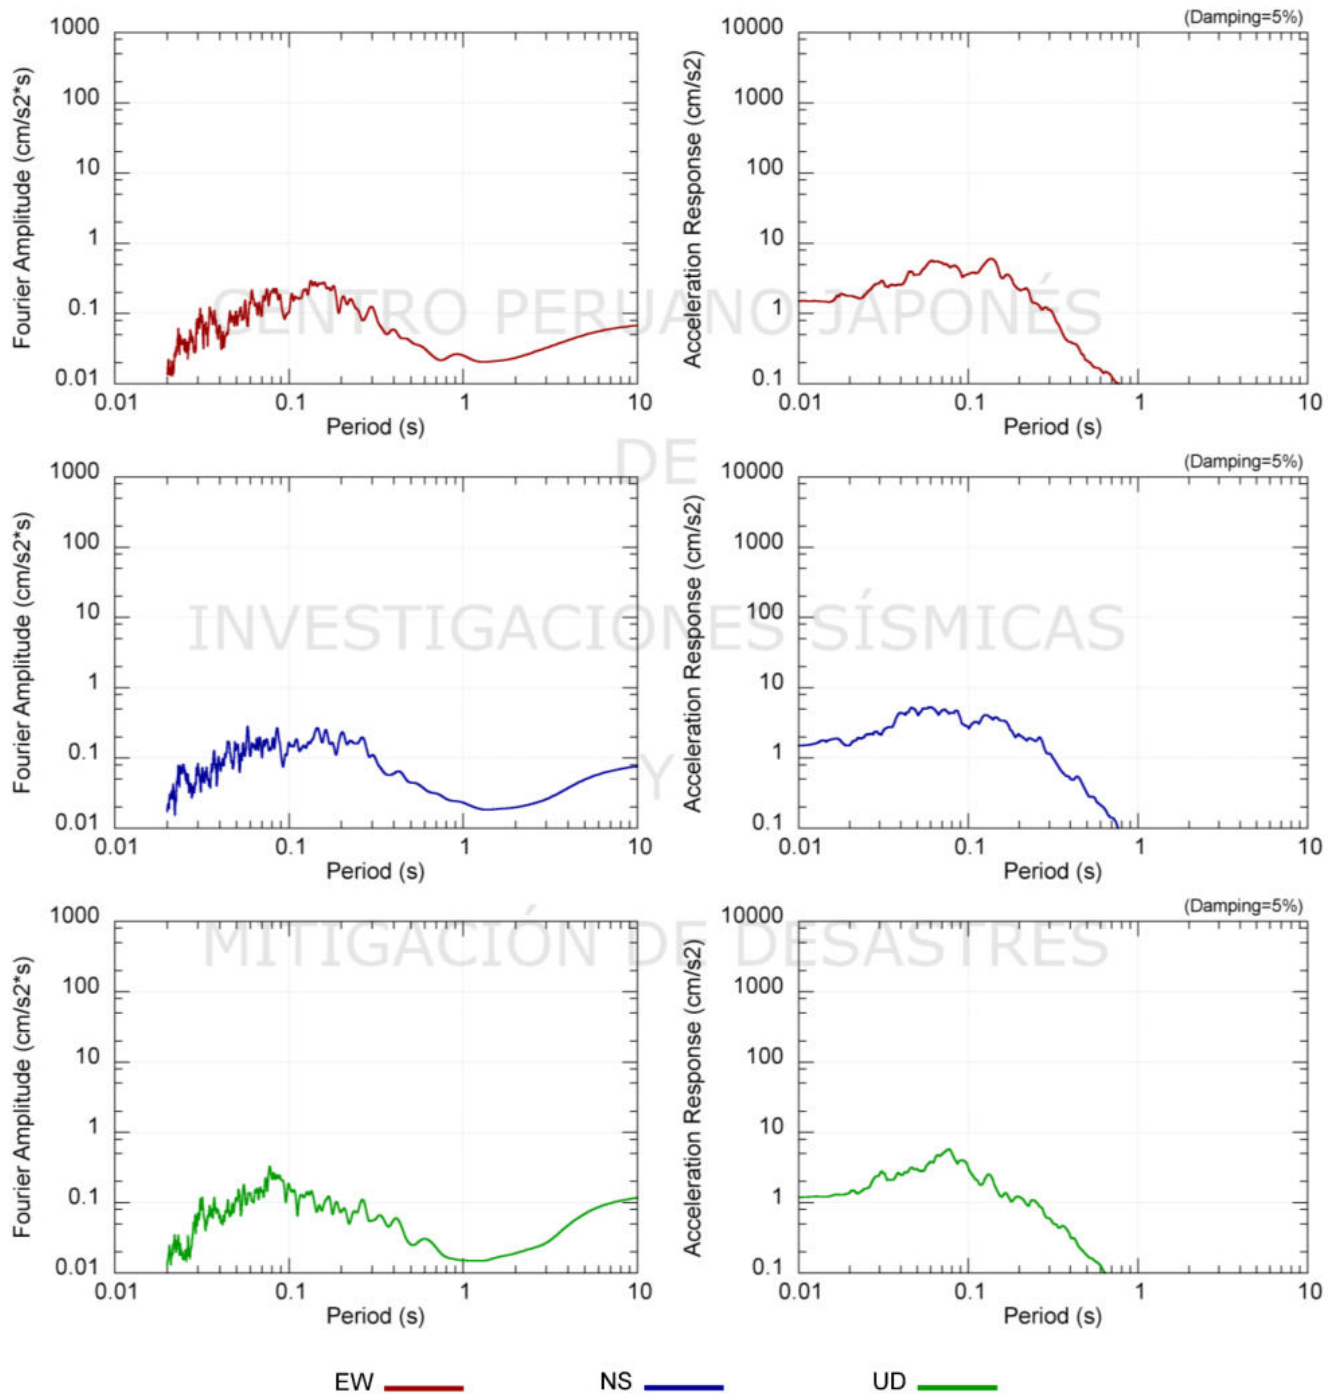 (Damping=5%)
Fourier Amplitude (cm/s2*s)
1000
100
10
1
0.1
0.01
0.01 0.1 1 10
Period (s)
Acceleration Response (cm/s2)
10000
1000
100
10
1
0.1
0.01 0.1 1 10
Period (s)
CENTRO PERUANO JAPONÉS
DE
(Damping=5%)
Fourier Amplitude (cm/s2*s)
1000
100
10
1
0.1
0.01
0.01 0.1 1 10
Period (s)
Acceleration Response (cm/s2)
10000
1000
100
10
1
0.1
0.01 0.1 1 10
Period (s)
INVESTIGACIONES SÍSMICAS
Y
(Damping=5%)
Fourier Amplitude (cm/s2*s)
1000
100
10
1
0.1
0.01
0.01 0.1 1 10
Period (s)
Acceleration Response (cm/s2)
10000
1000
100
10
1
0.1
0.01 0.1 1 10
Period (s)
MITIGACIÓN DE DESASTRES
EW NS UD